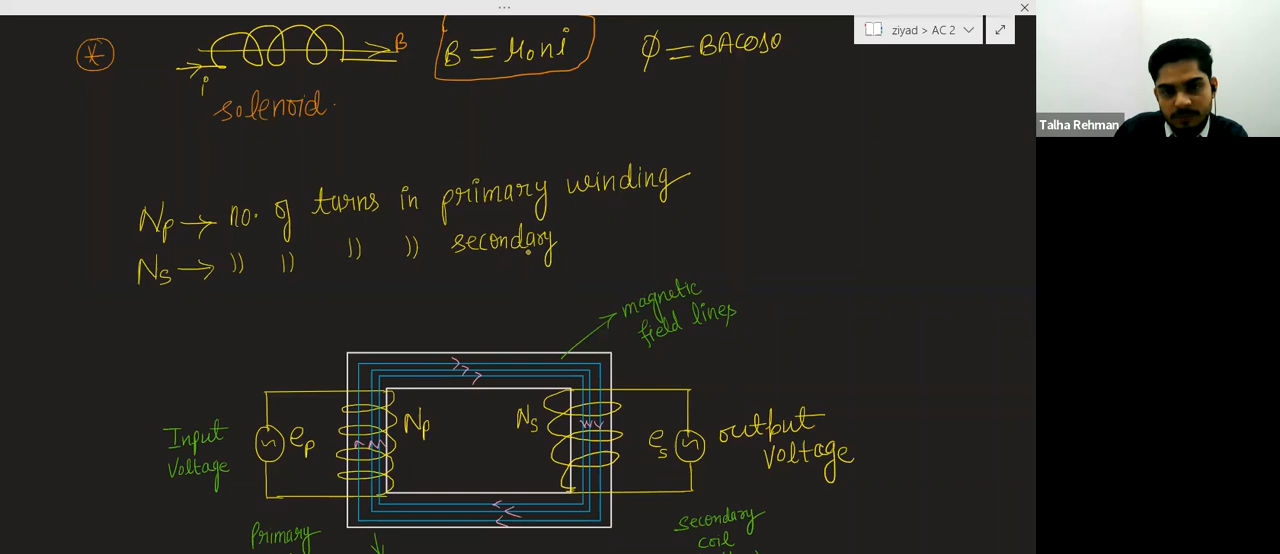 ziyad > AC 2
Talha Rehman
B
B = μ₀ni
ϕ = BAcosθ
i
solenoid.
Np → no. of turns in primary winding
Ns → " " " " secondary
magnetic
field lines
Input
Voltage
ep
Np
Ns
es
output
voltage
Primary
secondary
coil